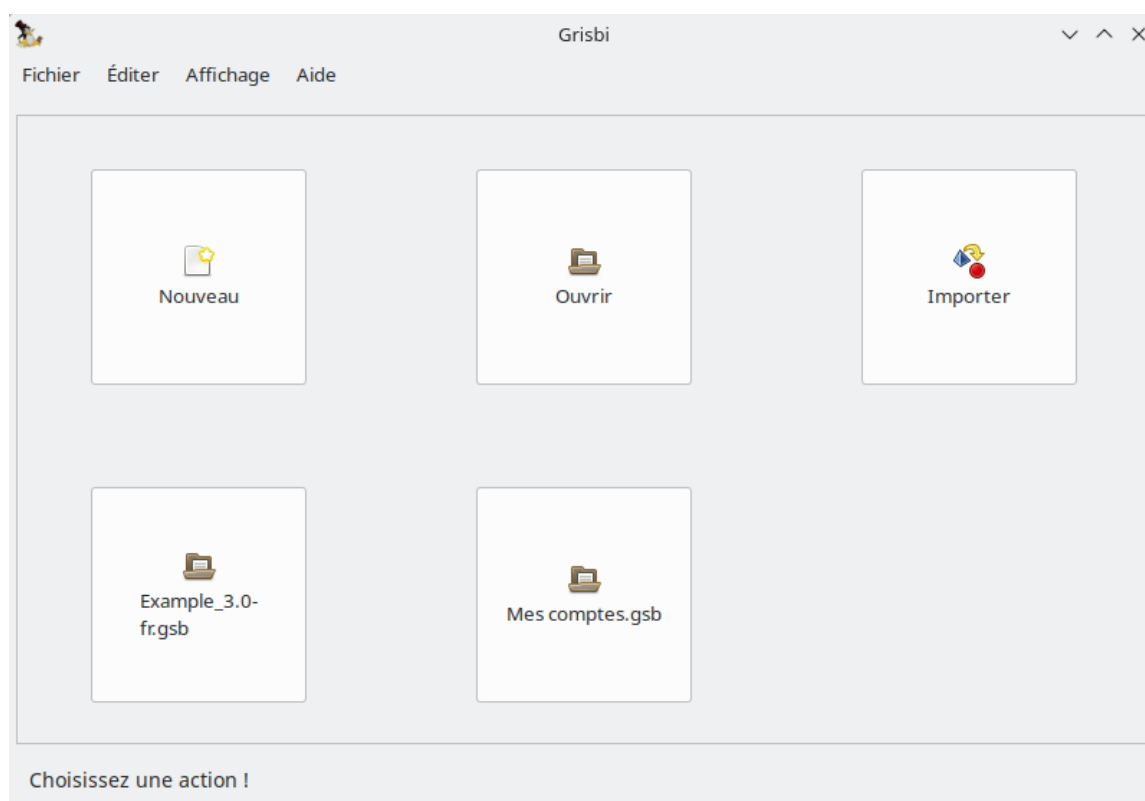 Grisbi
Fichier Éditer Affichage Aide
Nouveau
Ouvrir
Importer
Example_3.0-
fr.gsb
Mes comptes.gsb
Choisissez une action !